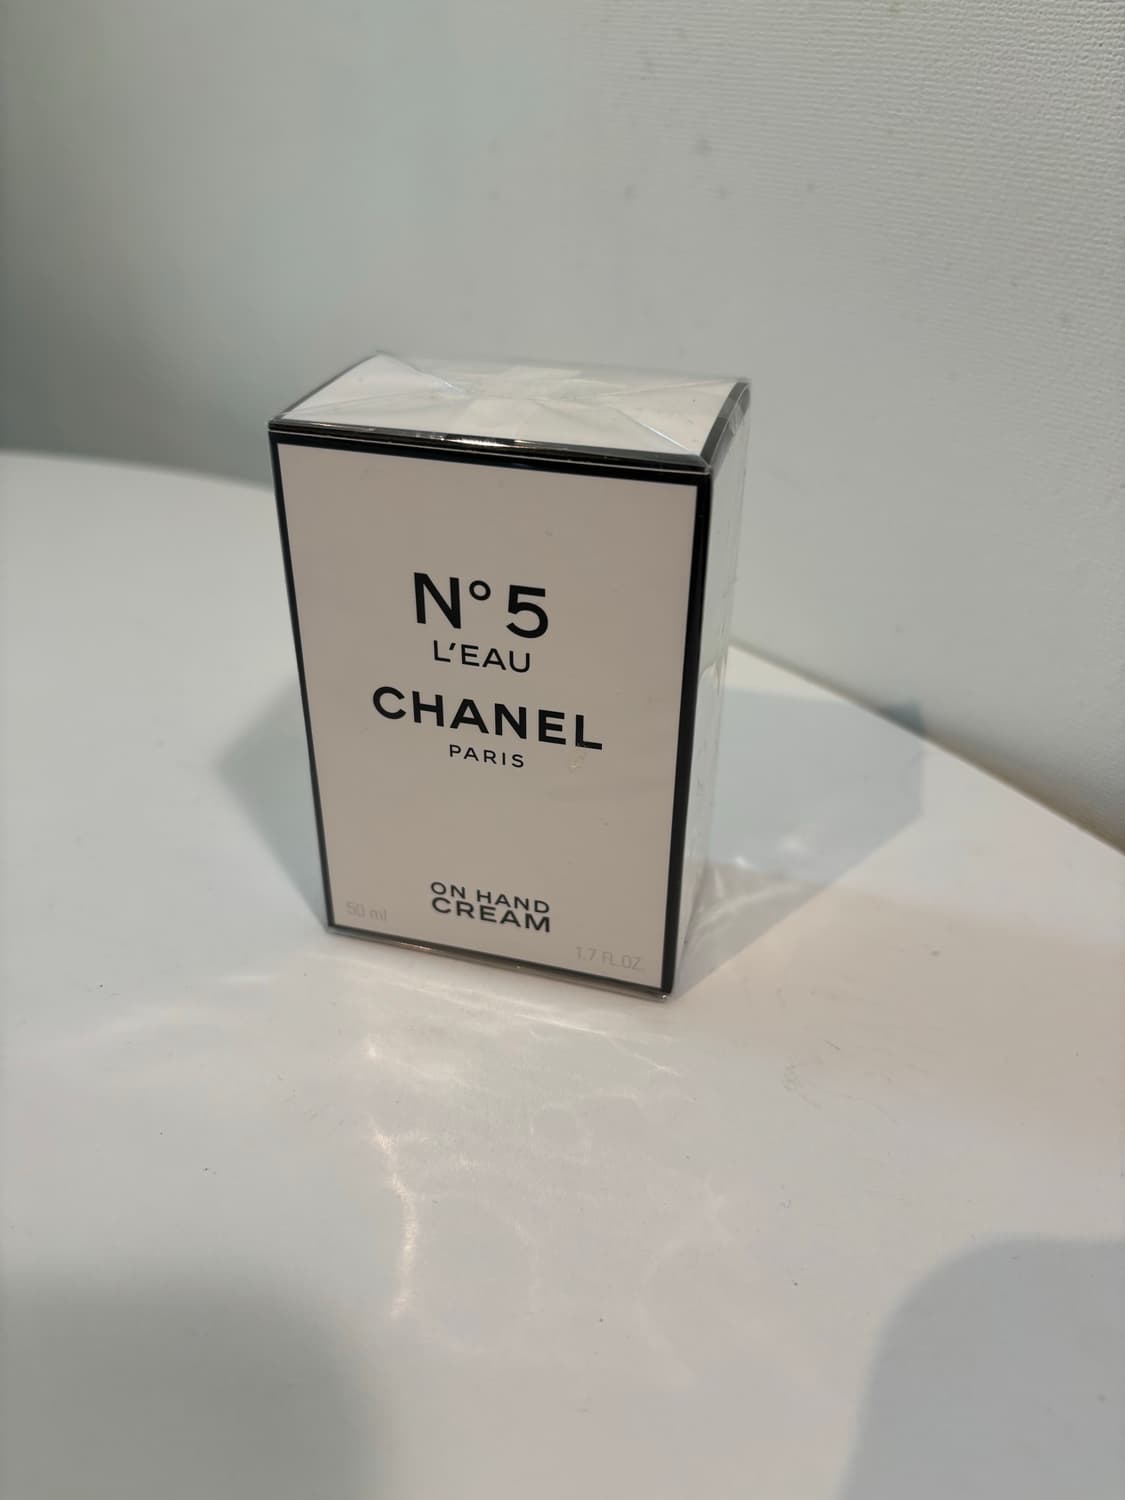 N° 5
L'EAU
CHANEL
PARIS
ON HAND
CREAM
50 ml
1.7 FL.OZ.